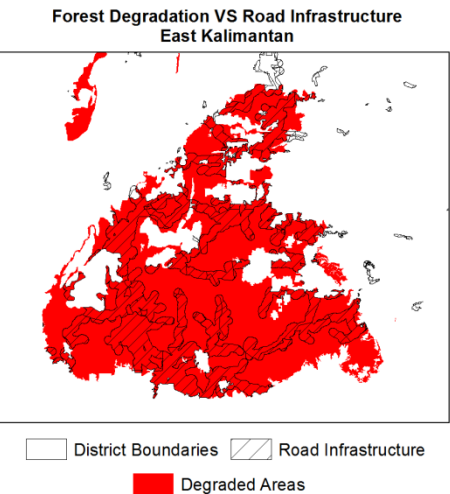 Forest Degradation VS Road Infrastructure
East Kalimantan
District Boundaries Road Infrastructure
Degraded Areas